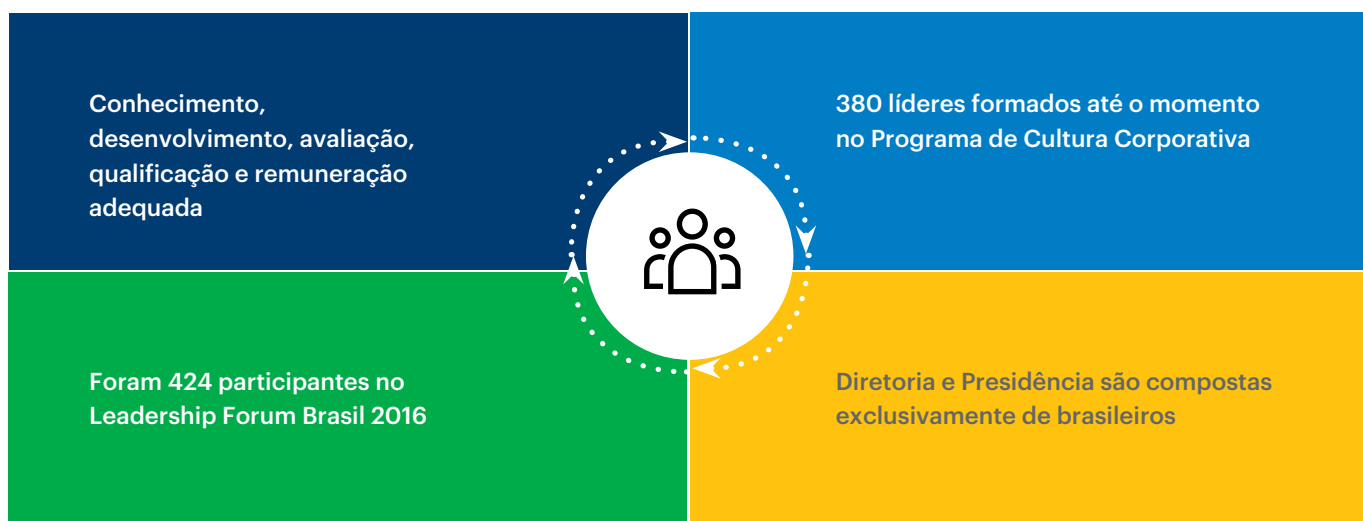 Conhecimento,
desenvolvimento, avaliação,
qualificação e remuneração
adequada
380 líderes formados até o momento
no Programa de Cultura Corporativa
Foram 424 participantes no
Leadership Forum Brasil 2016
Diretoria e Presidência são compostas
exclusivamente de brasileiros